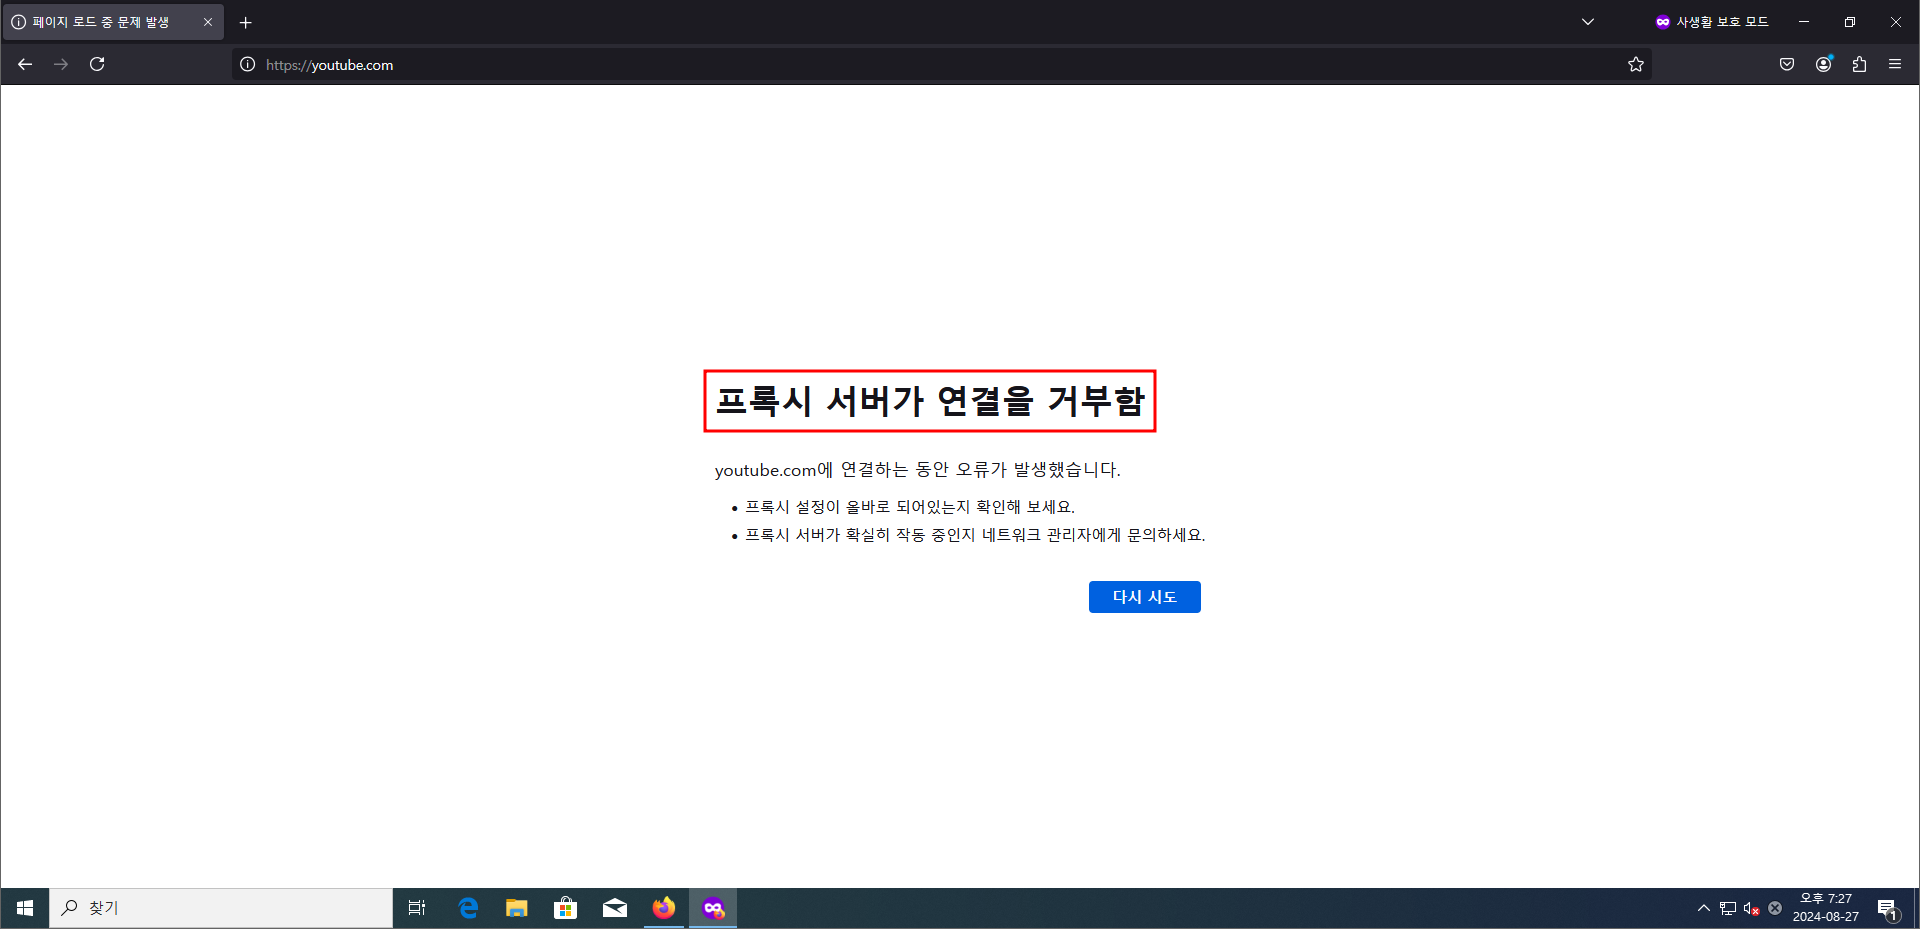 페이지 로드 중 문제 발생
사생활 보호 모드
https://youtube.com
프록시 서버가 연결을 거부함
youtube.com에 연결하는 동안 오류가 발생했습니다.
• 프록시 설정이 올바로 되어있는지 확인해 보세요.
• 프록시 서버가 확실히 작동 중인지 네트워크 관리자에게 문의하세요.
다시 시도
찾기
오후 7:27
2024-08-27
1